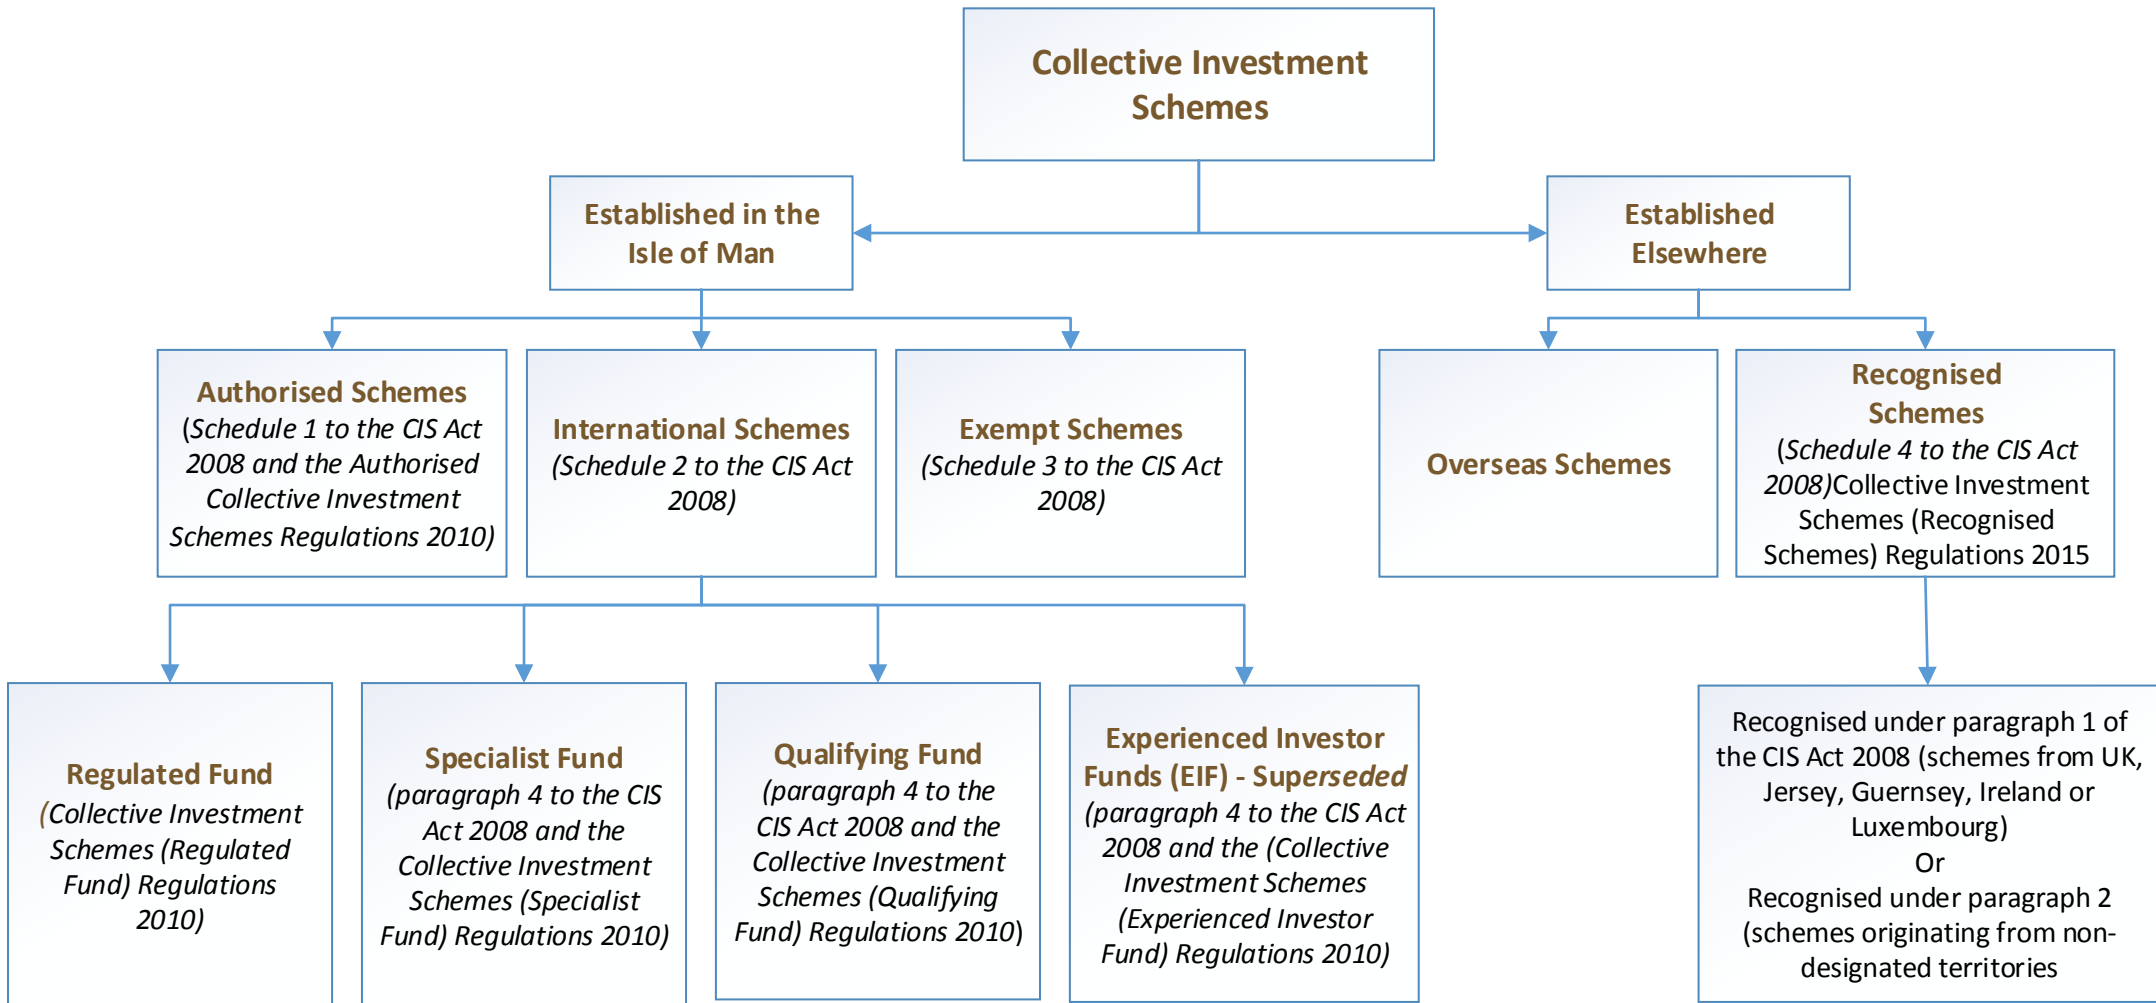 Collective Investment
Schemes
Established in the
Isle of Man
Established
Elsewhere
Authorised Schemes
(Schedule 1 to the CIS Act
2008 and the Authorised
Collective Investment
Schemes Regulations 2010)
International Schemes
(Schedule 2 to the CIS Act
2008)
Exempt Schemes
(Schedule 3 to the CIS Act
2008)
Overseas Schemes
Recognised
Schemes
(Schedule 4 to the CIS Act
2008)Collective Investment
Schemes (Recognised
Schemes) Regulations 2015
Regulated Fund
(Collective Investment
Schemes (Regulated
Fund) Regulations
2010)
Specialist Fund
(paragraph 4 to the CIS
Act 2008 and the
Collective Investment
Schemes (Specialist
Fund) Regulations 2010)
Qualifying Fund
(paragraph 4 to the
CIS Act 2008 and the
Collective Investment
Schemes (Qualifying
Fund) Regulations 2010)
Experienced Investor
Funds (EIF) - Superseded
(paragraph 4 to the CIS Act
2008 and the (Collective
Investment Schemes
(Experienced Investor
Fund) Regulations 2010)
Recognised under paragraph 1 of
the CIS Act 2008 (schemes from UK,
Jersey, Guernsey, Ireland or
Luxembourg)
Or
Recognised under paragraph 2
(schemes originating from non-
designated territories